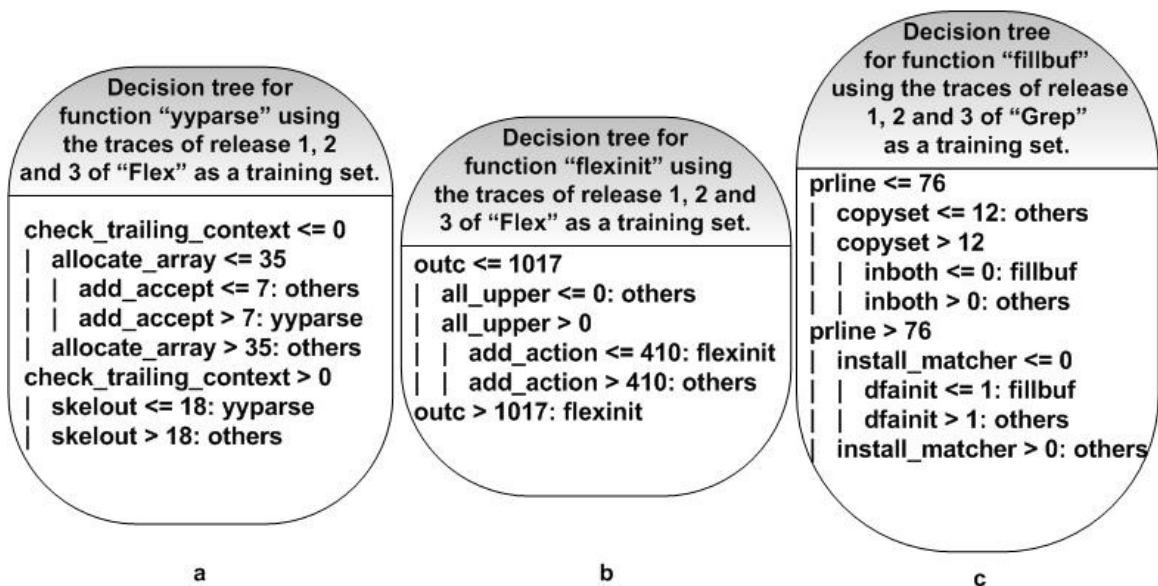 Decision tree for
function “yyparse” using
the traces of release 1, 2
and 3 of “Flex” as a training set.
check_trailing_context <= 0
| allocate_array <= 35
| | add_accept <= 7: others
| | add_accept > 7: yyparse
| allocate_array > 35: others
check_trailing_context > 0
| skelout <= 18: yyparse
| skelout > 18: others
a
Decision tree for
function “flexinit” using
the traces of release 1, 2 and
3 of “Flex” as a training set.
outc <= 1017
| all_upper <= 0: others
| all_upper > 0
| | add_action <= 410: flexinit
| | add_action > 410: others
outc > 1017: flexinit
b
Decision tree
for function “fillbuf”
using the traces of release
1, 2 and 3 of “Grep”
as a training set.
prline <= 76
| copyset <= 12: others
| copyset > 12
| | inboth <= 0: fillbuf
| | inboth > 0: others
prline > 76
| install_matcher <= 0
| | dfainit <= 1: fillbuf
| | dfainit > 1: others
| install_matcher > 0: others
c